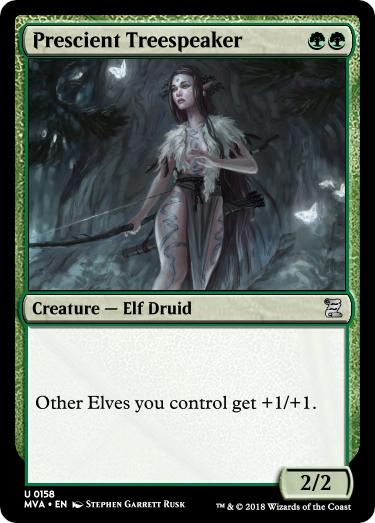 Prescient Treespeaker
Creature — Elf Druid
Other Elves you control get +1/+1.
2/2
U 0158
MVA • EN Stephen Garrett Rusk
™ & © 2018 Wizards of the Coast